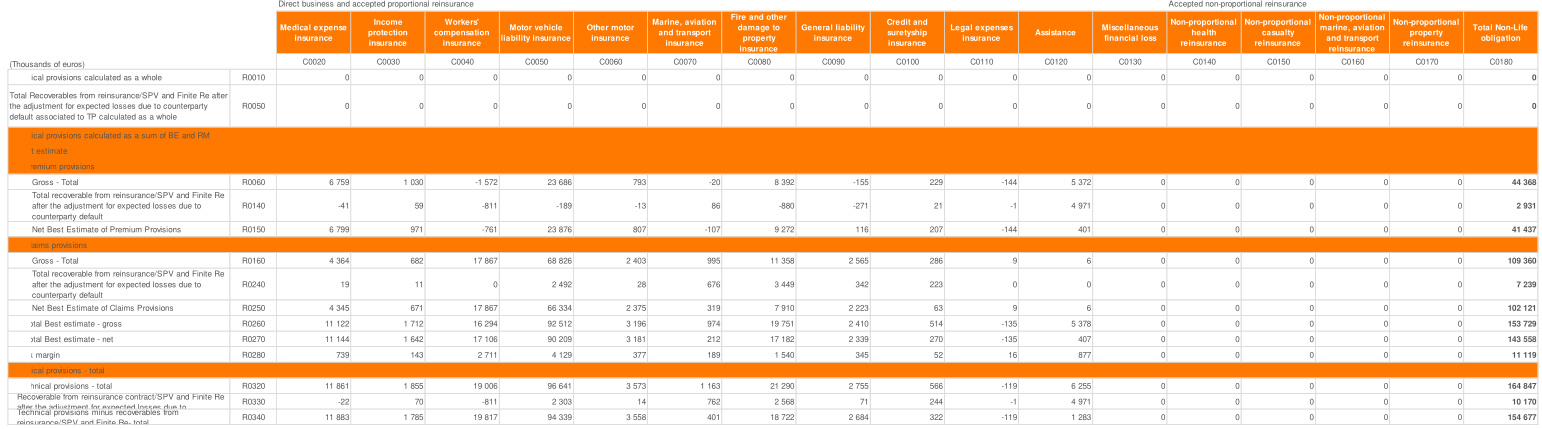 Direct business and accepted proportional reinsurance Accepted non-proportional reinsurance
Medical expense insurance Income protection insurance Workers' compensation insurance Motor vehicle liability insurance Other motor insurance Marine, aviation and transport insurance Fire and other damage to property insurance General liability insurance Credit and suretyship insurance Legal expenses insurance Assistance Miscellaneous financial loss Non-proportional health reinsurance Non-proportional casualty reinsurance Non-proportional marine, aviation and transport reinsurance Non-proportional property reinsurance Total Non-Life obligation
(Thousands of euros) C0020 C0030 C0040 C0050 C0060 C0070 C0080 C0090 C0100 C0110 C0120 C0130 C0140 C0150 C0160 C0170 C0180
ical provisions calculated as a whole R0010 0 0 0 0 0 0 0 0 0 0 0 0 0 0 0 0 0
Total Recoverables from reinsurance/SPV and Finite Re after
the adjustment for expected losses due to counterparty R0050 0 0 0 0 0 0 0 0 0 0 0 0 0 0 0 0 0
default associated to TP calculated as a whole
ical provisions calculated as a sum of BE and RM
t estimate
remium provisions
Gross - Total R0060 6 759 1 030 -1 572 23 686 793 -20 8 392 -155 229 -144 5 372 0 0 0 0 0 44 368
Total recoverable from reinsurance/SPV and Finite Re
after the adjustment for expected losses due to R0140 -41 59 -811 -189 -13 86 -880 -271 21 -1 4 971 0 0 0 0 0 2 931
counterparty default
Net Best Estimate of Premium Provisions R0150 6 799 971 -761 23 876 807 -107 9 272 116 207 -144 401 0 0 0 0 0 41 437
aims provisions
Gross - Total R0160 4 364 682 17 867 68 826 2 403 995 11 358 2 565 286 9 6 0 0 0 0 0 109 360
Total recoverable from reinsurance/SPV and Finite Re
after the adjustment for expected losses due to R0240 19 11 0 2 492 28 676 3 449 342 223 0 0 0 0 0 0 0 7 239
counterparty default
Net Best Estimate of Claims Provisions R0250 4 345 671 17 867 66 334 2 375 319 7 910 2 223 63 9 6 0 0 0 0 0 102 121
otal Best estimate - gross R0260 11 122 1 712 16 294 92 512 3 196 974 19 751 2 410 514 -135 5 378 0 0 0 0 0 153 729
otal Best estimate - net R0270 11 144 1 642 17 106 90 209 3 181 212 17 182 2 339 270 -135 407 0 0 0 0 0 143 558
margin R0280 739 143 2 711 4 129 377 189 1 540 345 52 16 877 0 0 0 0 0 11 119
ical provisions - total
hnical provisions - total R0320 11 861 1 855 19 006 96 641 3 573 1 163 21 290 2 755 566 -119 6 255 0 0 0 0 0 164 847
Recoverable from reinsurance contract/SPV and Finite Re R0330 -22 70 -811 2 303 14 762 2 568 71 244 -1 4 971 0 0 0 0 0 10 170
after the adjustment for expected losses due to
Technical provisions minus recoverables from R0340 11 883 1 785 19 817 94 339 3 558 401 18 722 2 684 322 -119 1 283 0 0 0 0 0 154 677
reinsurance/SPV and Finite Re- total